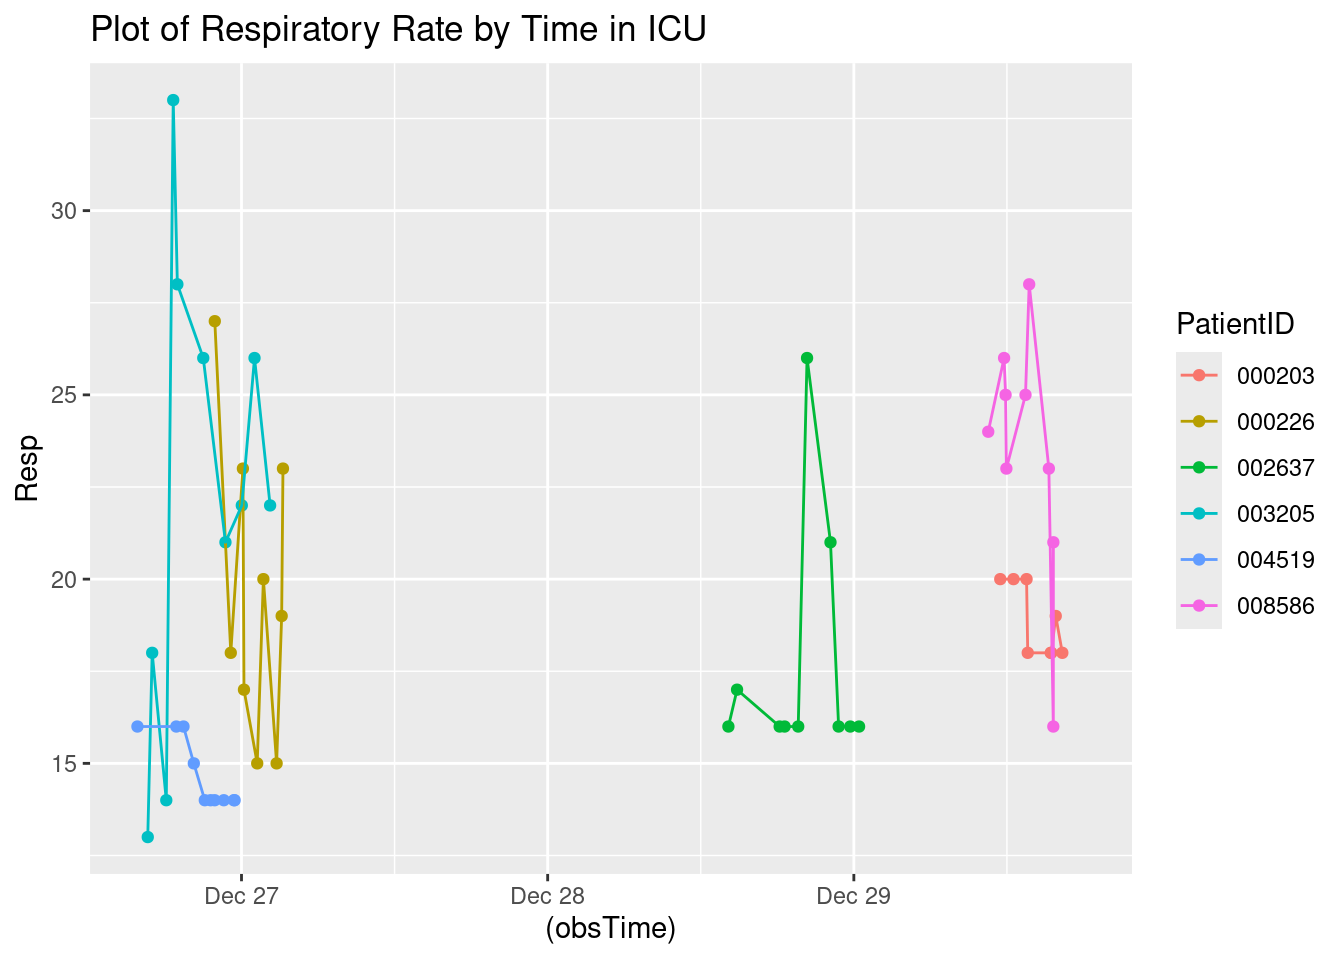 Plot of Respiratory Rate by Time in ICU
Resp
30
25
20
15
Dec 27
Dec 28
Dec 29
(obsTime)
PatientID
000203
000226
002637
003205
004519
008586